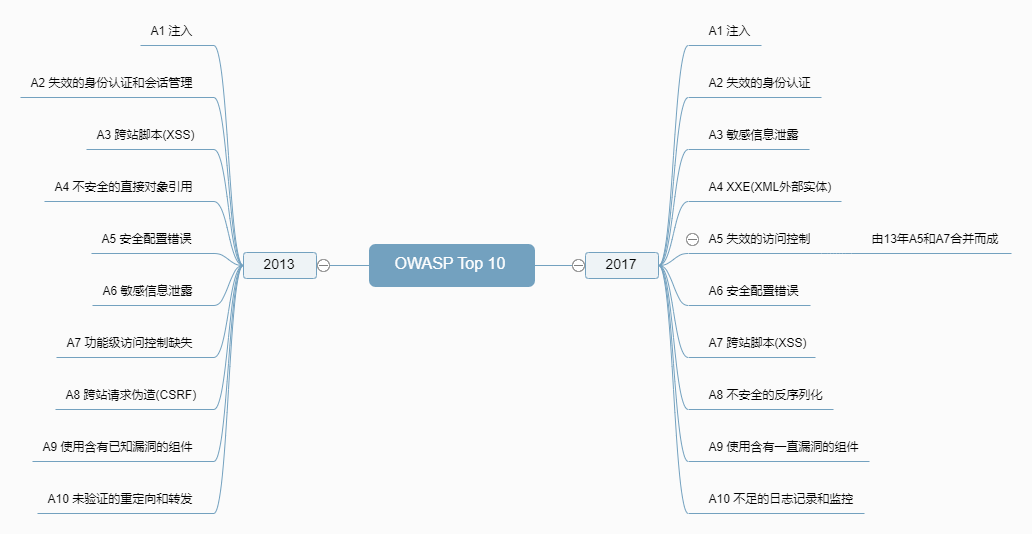 OWASP Top 10
2013
A1 注入
A2 失效的身份认证和会话管理
A3 跨站脚本(XSS)
A4 不安全的直接对象引用
A5 安全配置错误
A6 敏感信息泄露
A7 功能级访问控制缺失
A8 跨站请求伪造(CSRF)
A9 使用含有已知漏洞的组件
A10 未验证的重定向和转发
2017
A1 注入
A2 失效的身份认证
A3 敏感信息泄露
A4 XXE(XML外部实体)
A5 失效的访问控制
由13年A5和A7合并而成
A6 安全配置错误
A7 跨站脚本(XSS)
A8 不安全的反序列化
A9 使用含有一直漏洞的组件
A10 不足的日志记录和监控